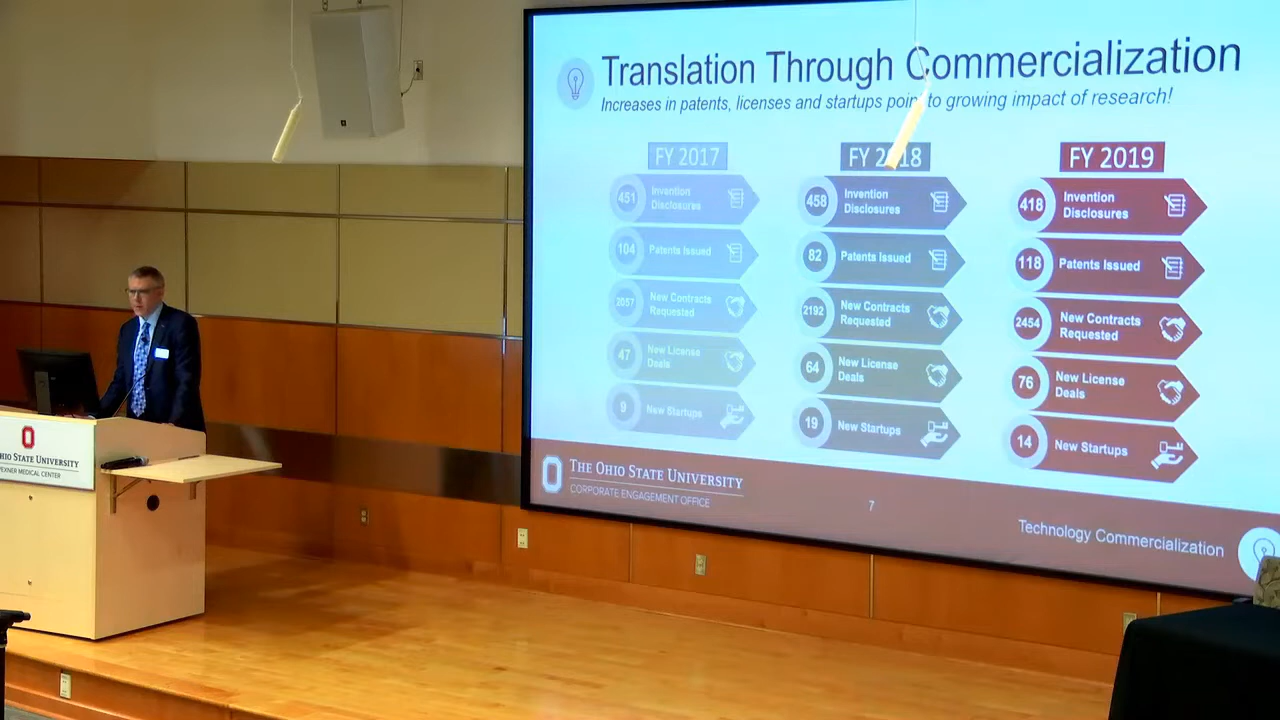 Translation Through Commercialization
Increases in patents, licenses and startups point to growing impact of research!
FY 2017
451
Invention
Disclosures
104
Patents Issued
2057
New Contracts
Requested
47
New License
Deals
9
New Startups
FY 2018
458
Invention
Disclosures
82
Patents Issued
2192
New Contracts
Requested
64
New License
Deals
19
New Startups
FY 2019
418
Invention
Disclosures
118
Patents Issued
2454
New Contracts
Requested
76
New License
Deals
14
New Startups
THE OHIO STATE UNIVERSITY
CORPORATE ENGAGEMENT OFFICE
7
Technology Commercialization
OHIO STATE UNIVERSITY
MEDICAL CENTER